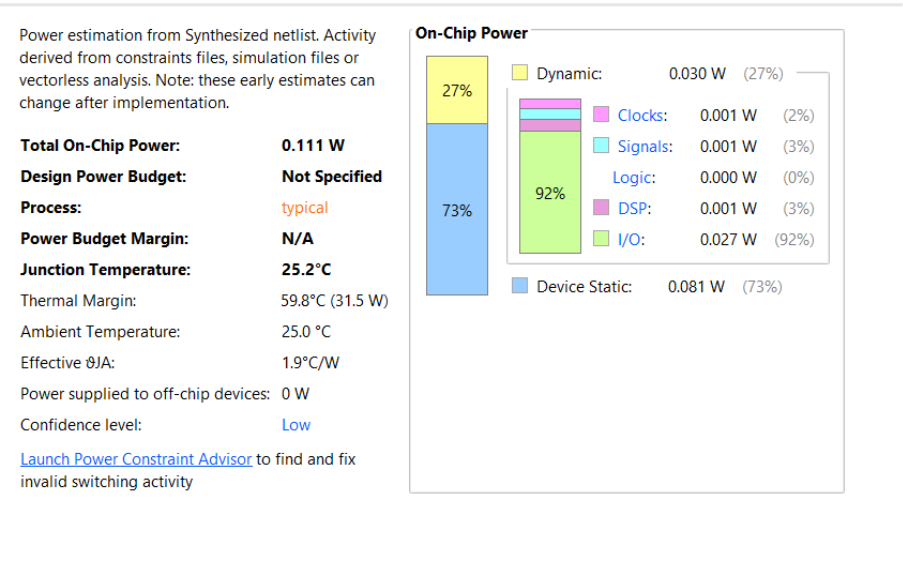 Power estimation from Synthesized netlist. Activity
derived from constraints files, simulation files or
vectorless analysis. Note: these early estimates can
change after implementation.
Total On-Chip Power: 0.111 W
Design Power Budget: Not Specified
Process: typical
Power Budget Margin: N/A
Junction Temperature: 25.2°C
Thermal Margin: 59.8°C (31.5 W)
Ambient Temperature: 25.0 °C
Effective ϑJA: 1.9°C/W
Power supplied to off-chip devices: 0 W
Confidence level: Low
Launch Power Constraint Advisor to find and fix
invalid switching activity
On-Chip Power
27%
73%
Dynamic: 0.030 W (27%)
92%
Clocks: 0.001 W (2%)
Signals: 0.001 W (3%)
Logic: 0.000 W (0%)
DSP: 0.001 W (3%)
I/O: 0.027 W (92%)
Device Static: 0.081 W (73%)